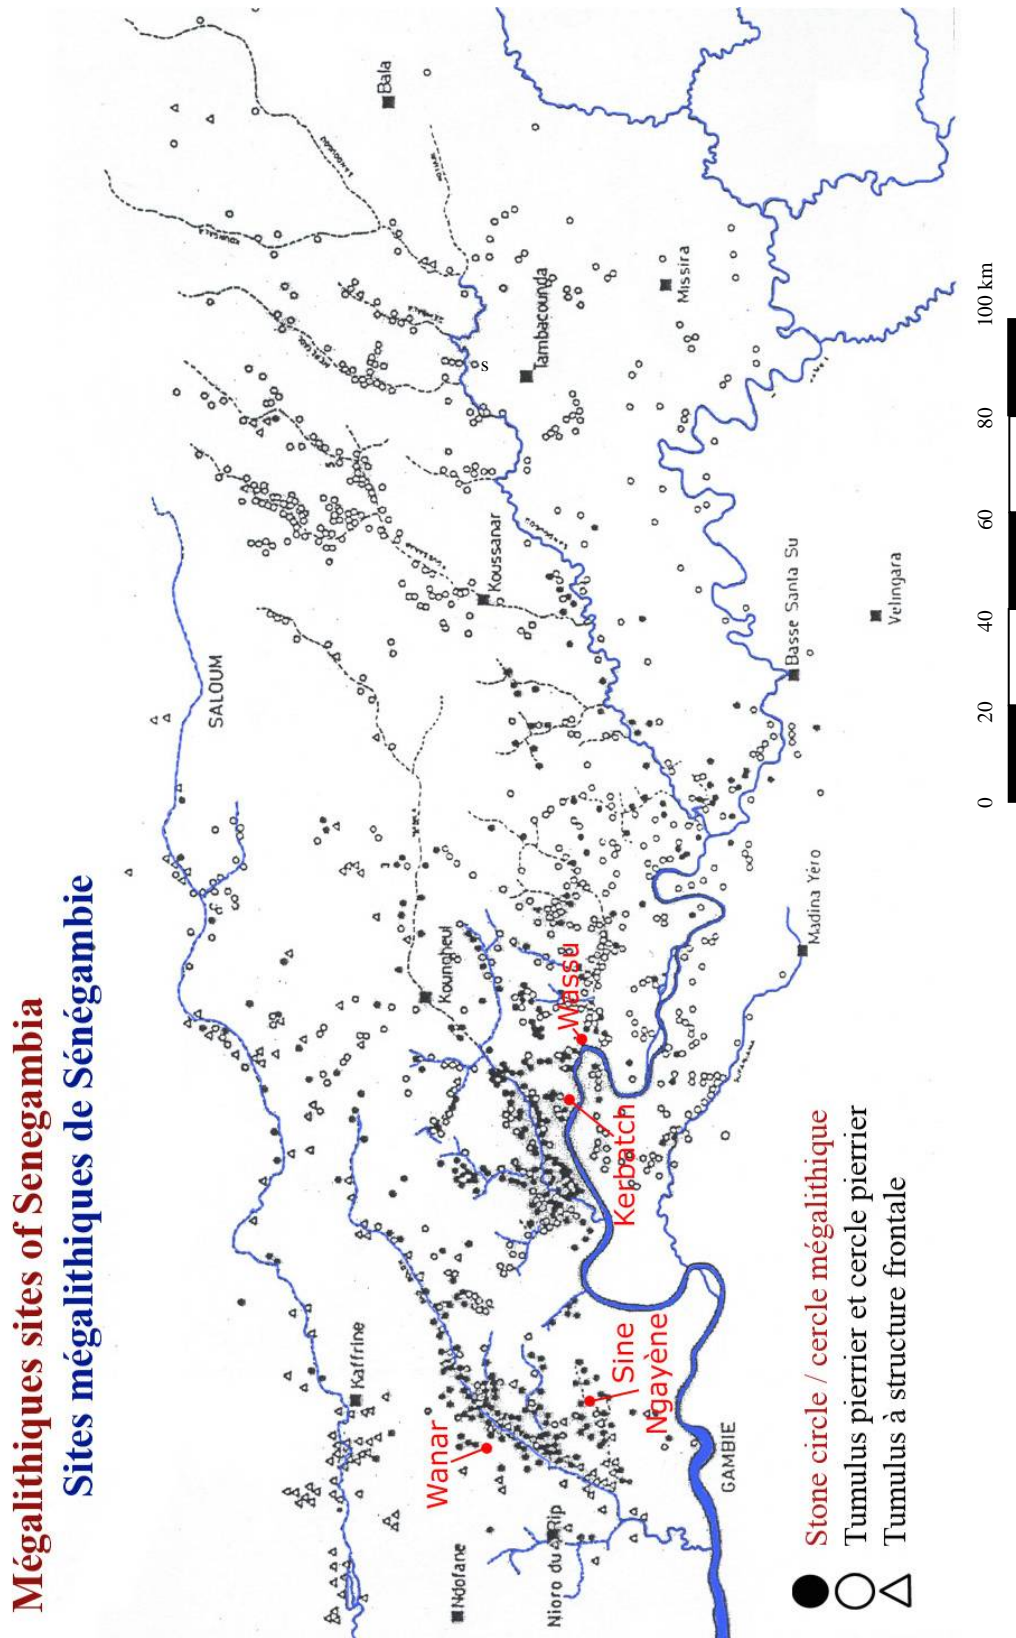 Mégalithiques sites of Senegambia
Sites mégalithiques de Sénégambie
SALOUM
Bala
Tambacounda
Missira
Koussanar
Koungheul
Basse Santa Su
Velingara
Madina Yéro
Wassu
Kerbatch
Kaffrine
Wanar
Sine
Ngayène
Ndofane
Nioro du Rip
GAMBIE
S
0 20 40 60 80 100 km
Stone circle / cercle mégalithique
Tumulus pierrier et cercle pierrier
Tumulus à structure frontale